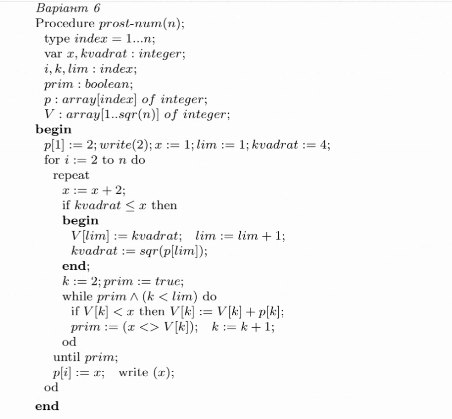 Варіант 6
Procedure prost-num(n);
type index = 1...n;
var x, kvadrat : integer;
i, k, lim : index;
prim : boolean;
p : array[index] of integer;
V : array[1..sqr(n)] of integer;
begin
p[1] := 2; write(2); x := 1; lim := 1; kvadrat := 4;
for i := 2 to n do
repeat
x := x + 2;
if kvadrat ≤ x then
begin
V[lim] := kvadrat; lim := lim + 1;
kvadrat := sqr(p[lim]);
end;
k := 2; prim := true;
while prim ∧ (k < lim) do
if V[k] < x then V[k] := V[k] + p[k];
prim := (x <> V[k]); k := k + 1;
od
until prim;
p[i] := x; write (x);
od
end